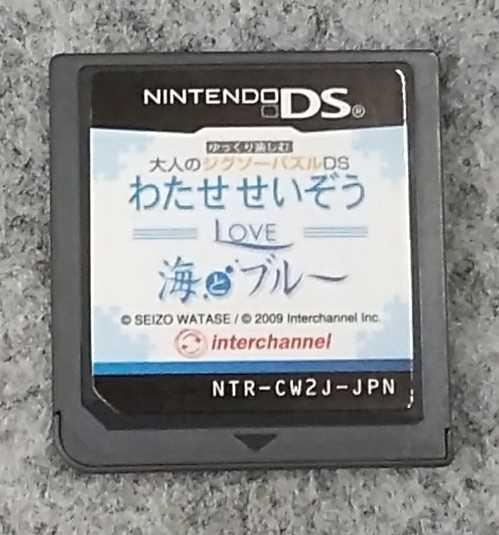 NINTENDO DS®
ゆっくり楽しむ
大人のジグソーパズルDS
わたせせいぞう
LOVE
海とブルー
© SEIZO WATASE / © 2009 Interchannel Inc.
interchannel
NTR-CW2J-JPN